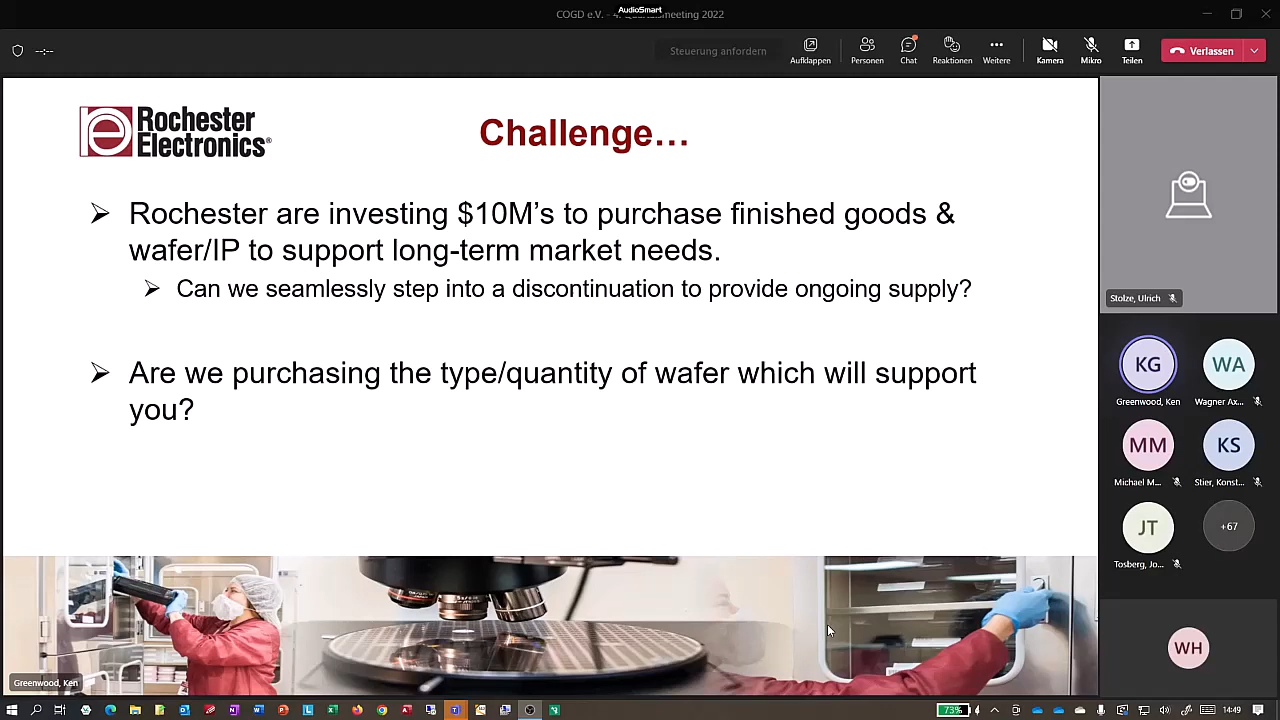 AudioSmart
COGD e.V. - 4.
meeting 2022
--:--
Steuerung anfordern
Aufklappen
Personen
Chat
Reaktionen
Weitere
Kamera
Mikro
Teilen
Verlassen
Rochester
Electronics®
Challenge…
Rochester are investing $10M’s to purchase finished goods &
wafer/IP to support long-term market needs.
Can we seamlessly step into a discontinuation to provide ongoing supply?
Are we purchasing the type/quantity of wafer which will support
you?
Greenwood, Ken
Stolze, Ulrich
KG
WA
Greenwood, Ken
Wagner Ax...
MM
KS
Michael M...
Stier, Konst...
JT
+67
Tosberg, Jo...
WH
73%
14:49